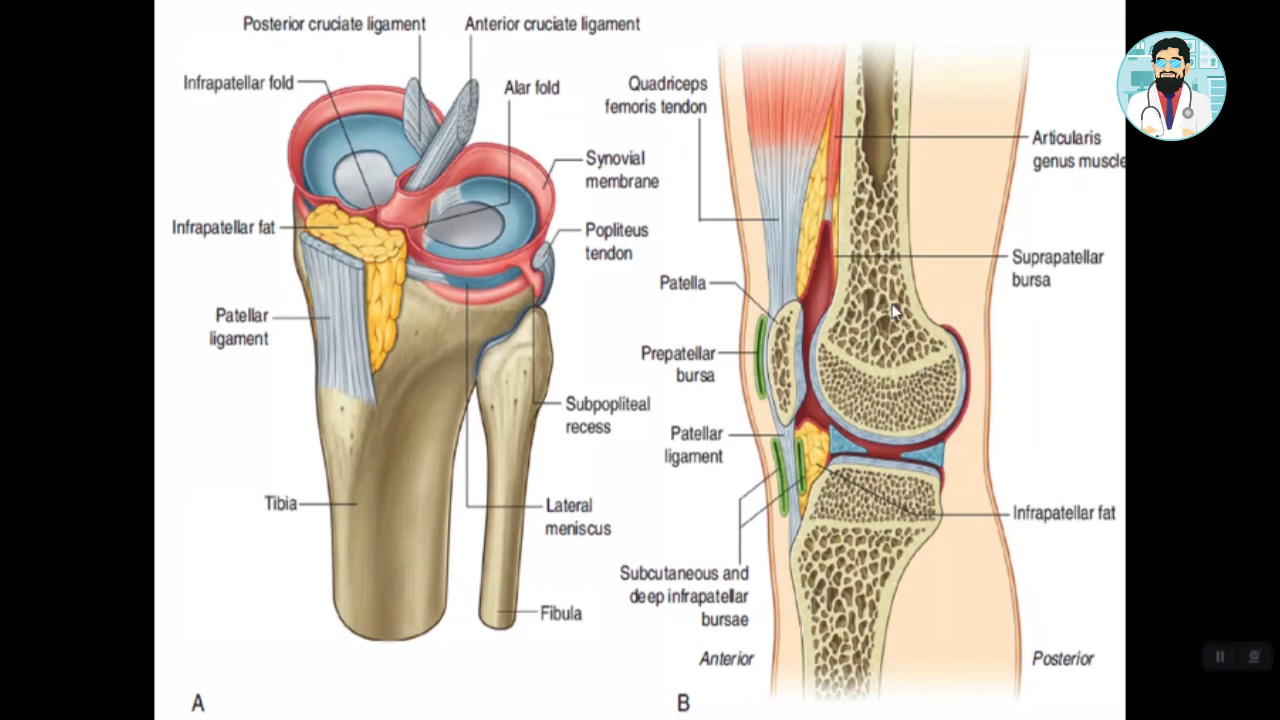 Posterior cruciate ligament
Anterior cruciate ligament
Infrapatellar fold
Alar fold
Synovial
membrane
Infrapatellar fat
Popliteus
tendon
Patellar
ligament
Subpopliteal
recess
Tibia
Lateral
meniscus
Fibula
A
Quadriceps
femoris tendon
Articularis
genus muscle
Suprapatellar
bursa
Patella
Prepatellar
bursa
Patellar
ligament
Infrapatellar fat
Subcutaneous and
deep infrapatellar
bursae
Anterior
Posterior
B